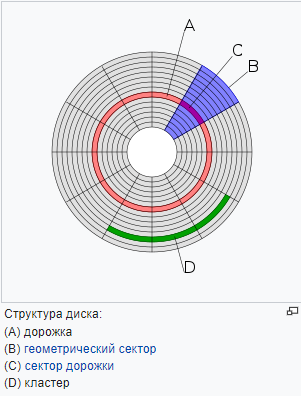 A
C
B
D
Структура диска:
(A) дорожка
(B) геометрический сектор
(C) сектор дорожки
(D) кластер